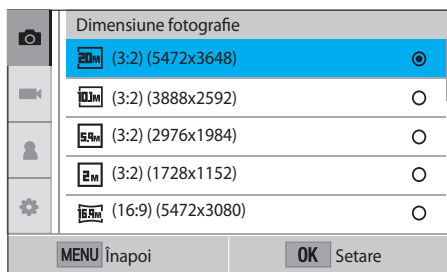 Dimensiune fotografie
20M (3:2) (5472x3648)
10.1M (3:2) (3888x2592)
5.9M (3:2) (2976x1984)
2M (3:2) (1728x1152)
16.9M (16:9) (5472x3080)
MENU Înapoi OK Setare